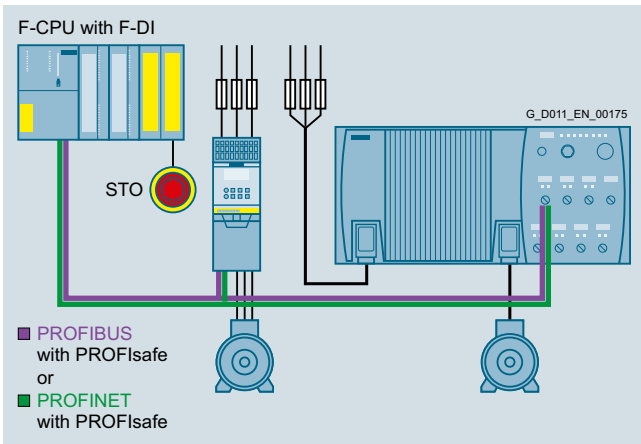 F-CPU with F-DI
G_D011_EN_00175
STO
PROFIBUS
with PROFIsafe
or
PROFINET
with PROFIsafe